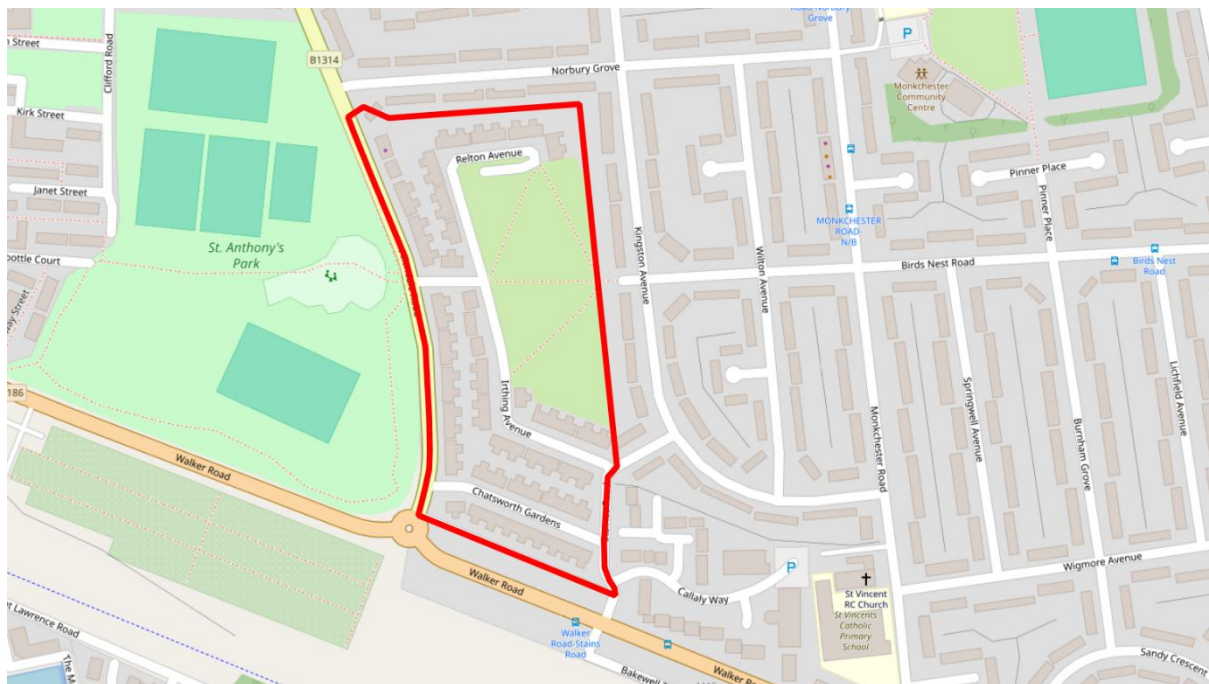 Road-Norbury
Grove
Clifford Road
B1314
P
Norbury Grove
Monkchester
Community
Centre
Kirk Street
Relton Avenue
Pinner Place
Janet Street
Pinner Place
MONKCHESTER
ROAD-
N/B
St. Anthony's
Park
Kingston Avenue
Wilton Avenue
Birds Nest Road
Birds Nest
Road
Lichfield Avenue
Irthing Avenue
Springwell Avenue
Monkchester Road
Burnham Grove
186
Walker Road
Chatsworth Gardens
Wigmore Avenue
P
Callaly Way
St Vincent
RC Church
St Vincents
Catholic
Primary
School
Walker Road
Walker
Road-Stains
Road
Lawrence Road
Sandy Crescent
Walker Road
Bakewell